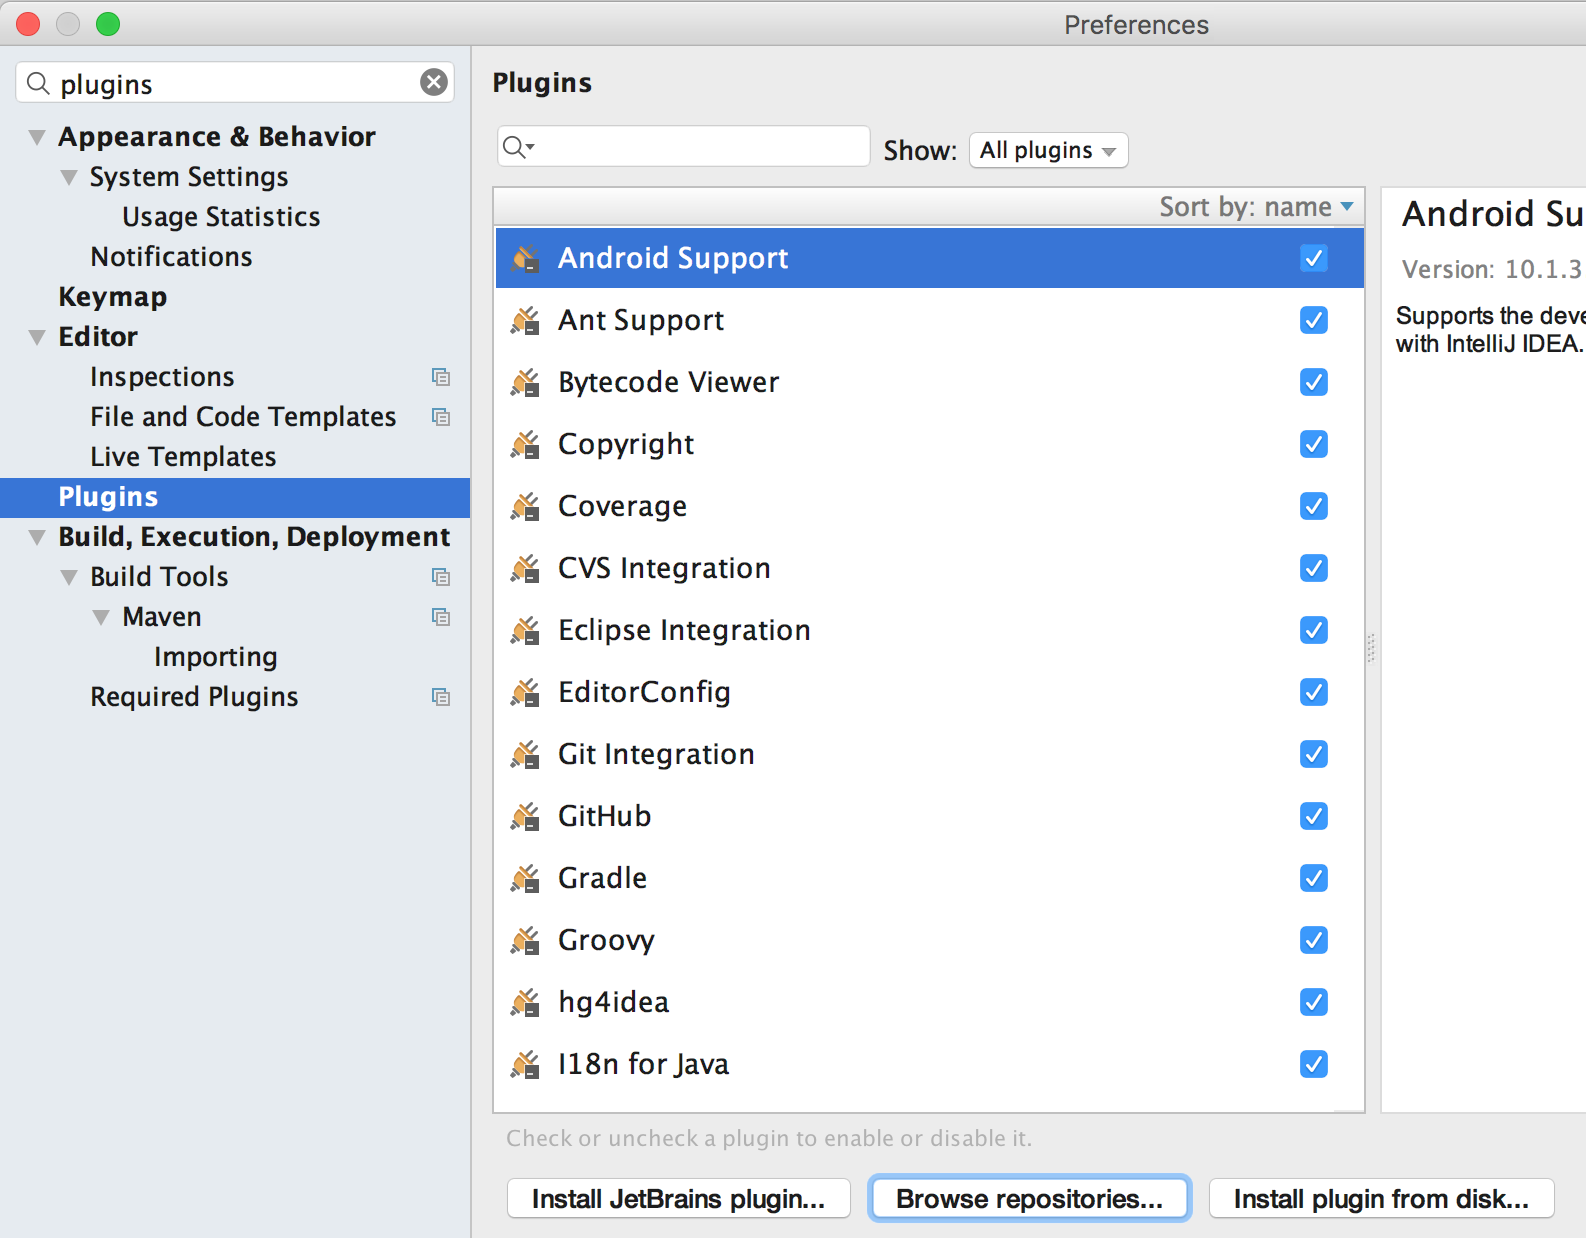 Preferences
plugins
Appearance & Behavior
System Settings
Usage Statistics
Notifications
Keymap
Editor
Inspections
File and Code Templates
Live Templates
Plugins
Build, Execution, Deployment
Build Tools
Maven
Importing
Required Plugins
Plugins
Show: All plugins
Sort by: name
Android Support
Ant Support
Bytecode Viewer
Copyright
Coverage
CVS Integration
Eclipse Integration
EditorConfig
Git Integration
GitHub
Gradle
Groovy
hg4idea
I18n for Java
Check or uncheck a plugin to enable or disable it.
Install JetBrains plugin... Browse repositories... Install plugin from disk...
Android Su
Version: 10.1.3
Supports the deve
with IntelliJ IDEA.